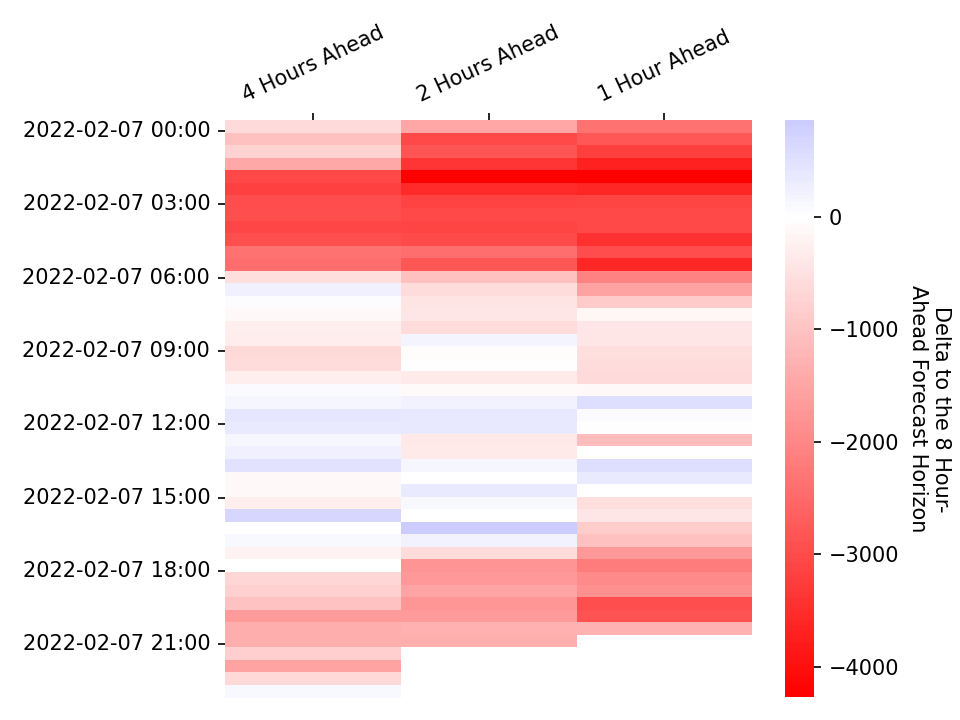 4 Hours Ahead
2 Hours Ahead
1 Hour Ahead
2022-02-07 00:00
2022-02-07 03:00
2022-02-07 06:00
2022-02-07 09:00
2022-02-07 12:00
2022-02-07 15:00
2022-02-07 18:00
2022-02-07 21:00
0
−1000
−2000
−3000
−4000
Delta to the 8 Hour-
Ahead Forecast Horizon